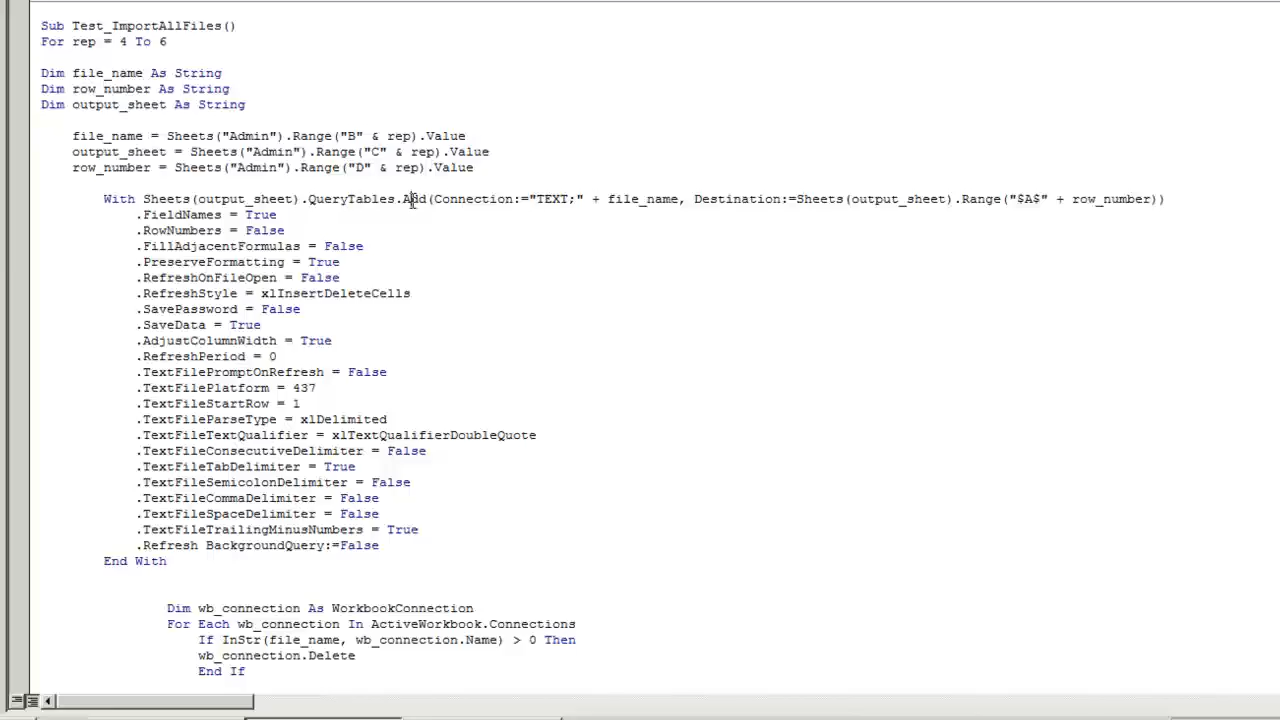 Sub Test_ImportAllFiles()
For rep = 4 To 6
Dim file_name As String
Dim row_number As String
Dim output_sheet As String
file_name = Sheets("Admin").Range("B" & rep).Value
output_sheet = Sheets("Admin").Range("C" & rep).Value
row_number = Sheets("Admin").Range("D" & rep).Value
With Sheets(output_sheet).QueryTables.Add(Connection:="TEXT;" + file_name, Destination:=Sheets(output_sheet).Range("$A$" + row_number))
.FieldNames = True
.RowNumbers = False
.FillAdjacentFormulas = False
.PreserveFormatting = True
.RefreshOnFileOpen = False
.RefreshStyle = xlInsertDeleteCells
.SavePassword = False
.SaveData = True
.AdjustColumnWidth = True
.RefreshPeriod = 0
.TextFilePromptOnRefresh = False
.TextFilePlatform = 437
.TextFileStartRow = 1
.TextFileParseType = xlDelimited
.TextFileTextQualifier = xlTextQualifierDoubleQuote
.TextFileConsecutiveDelimiter = False
.TextFileTabDelimiter = True
.TextFileSemicolonDelimiter = False
.TextFileCommaDelimiter = False
.TextFileSpaceDelimiter = False
.TextFileTrailingMinusNumbers = True
.Refresh BackgroundQuery:=False
End With
Dim wb_connection As WorkbookConnection
For Each wb_connection In ActiveWorkbook.Connections
If InStr(file_name, wb_connection.Name) > 0 Then
wb_connection.Delete
End If